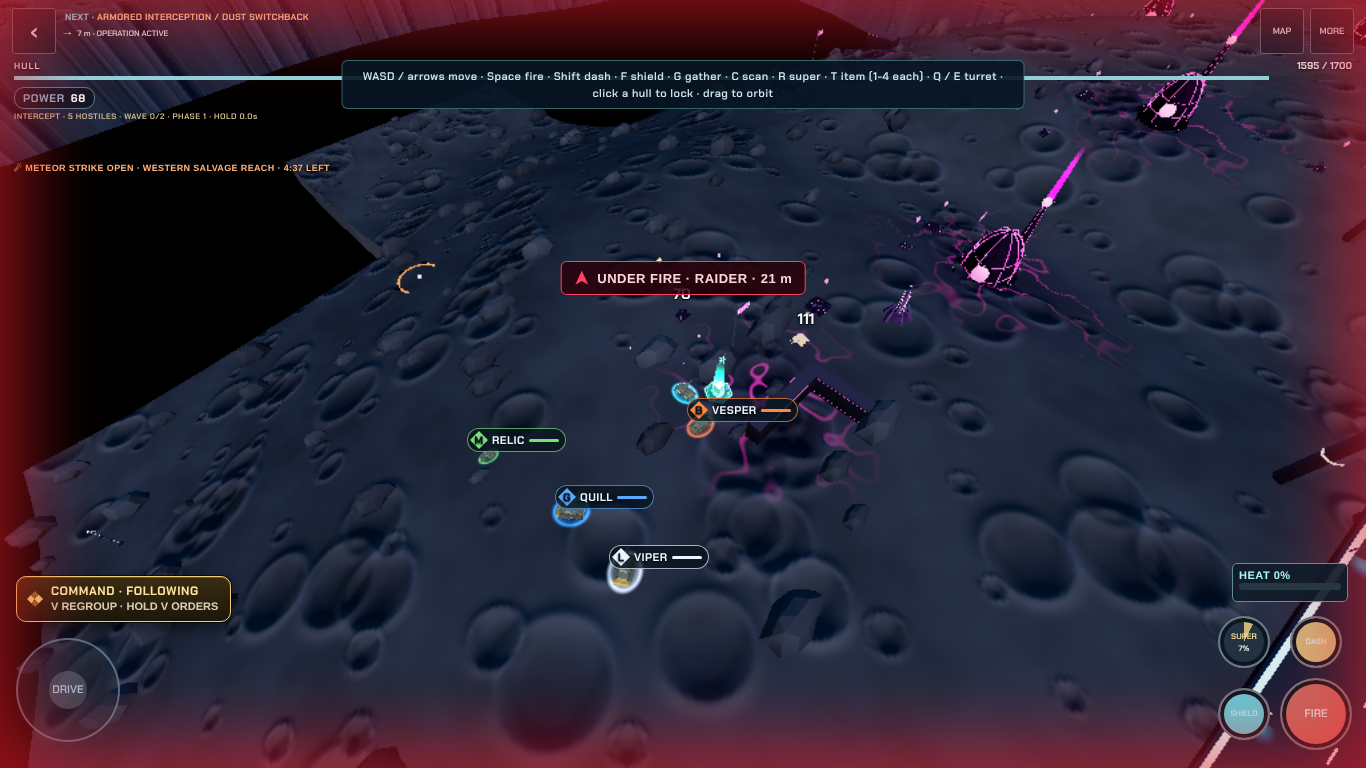 <
NEXT · ARMORED INTERCEPTION / DUST SWITCHBACK
→ 7 m · OPERATION ACTIVE
MAP
MORE
HULL
1595 / 1700
WASD / arrows move · Space fire · Shift dash · F shield · G gather · C scan · R super · T item (1-4 each) · Q / E turret ·
click a hull to lock · drag to orbit
POWER 68
INTERCEPT · 5 HOSTILES · WAVE 0/2 · PHASE 1 · HOLD 0.0s
METEOR STRIKE OPEN · WESTERN SALVAGE REACH · 4:37 LEFT
UNDER FIRE · RAIDER · 21 m
111
B VESPER
M RELIC
G QUILL
L VIPER
COMMAND · FOLLOWING
V REGROUP · HOLD V ORDERS
HEAT 0%
SUPER
7%
DASH
DRIVE
SHIELD
FIRE